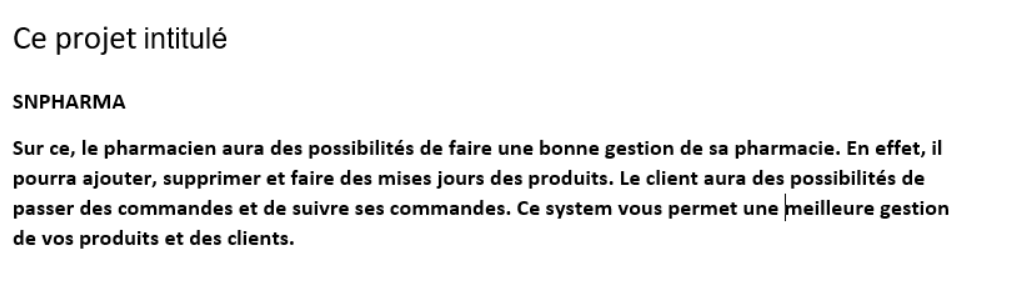 Ce projet intitulé
SNPHARMA
Sur ce, le pharmacien aura des possibilités de faire une bonne gestion de sa pharmacie. En effet, il
pourra ajouter, supprimer et faire des mises jours des produits. Le client aura des possibilités de
passer des commandes et de suivre ses commandes. Ce system vous permet une meilleure gestion
de vos produits et des clients.